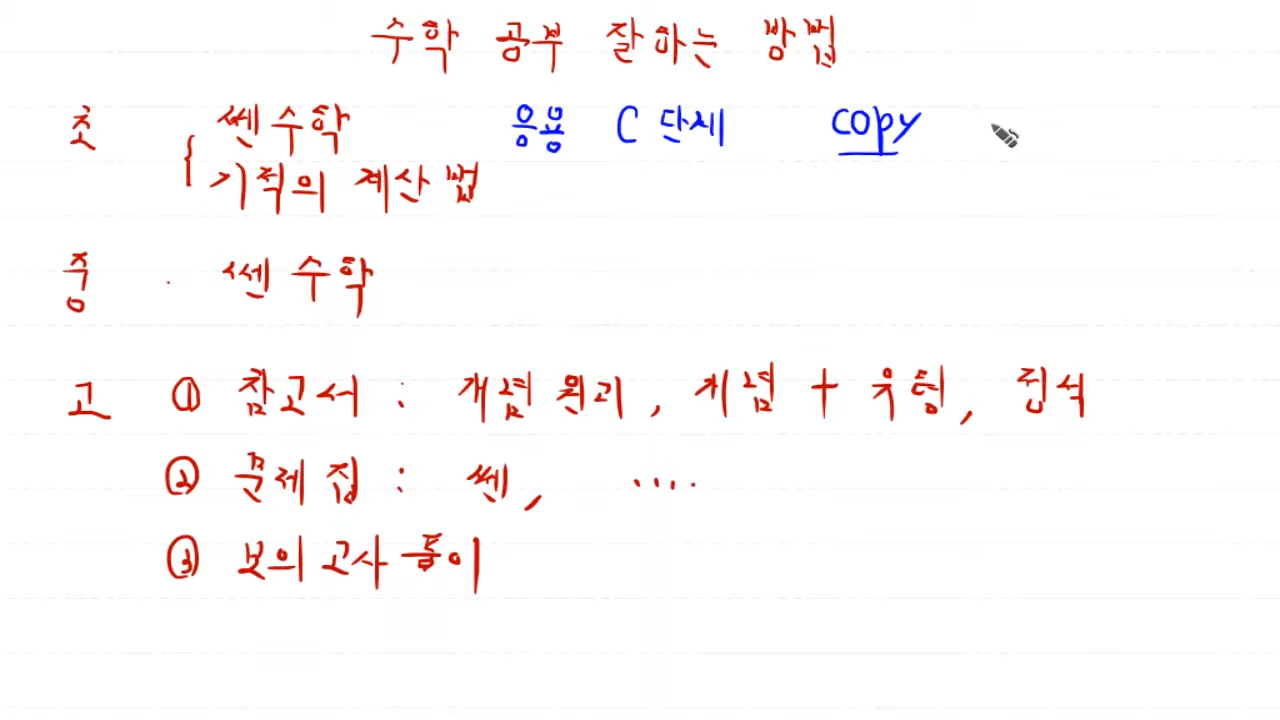 수학 공부 잘하는 방법
초 쎈수학 응용 C단계 copy
기적의 계산법
중 쎈수학
고 ① 참고서 : 개념원리, 개념+유형, 정석
② 문제집 : 쎈, ....
③ 모의고사 풀이